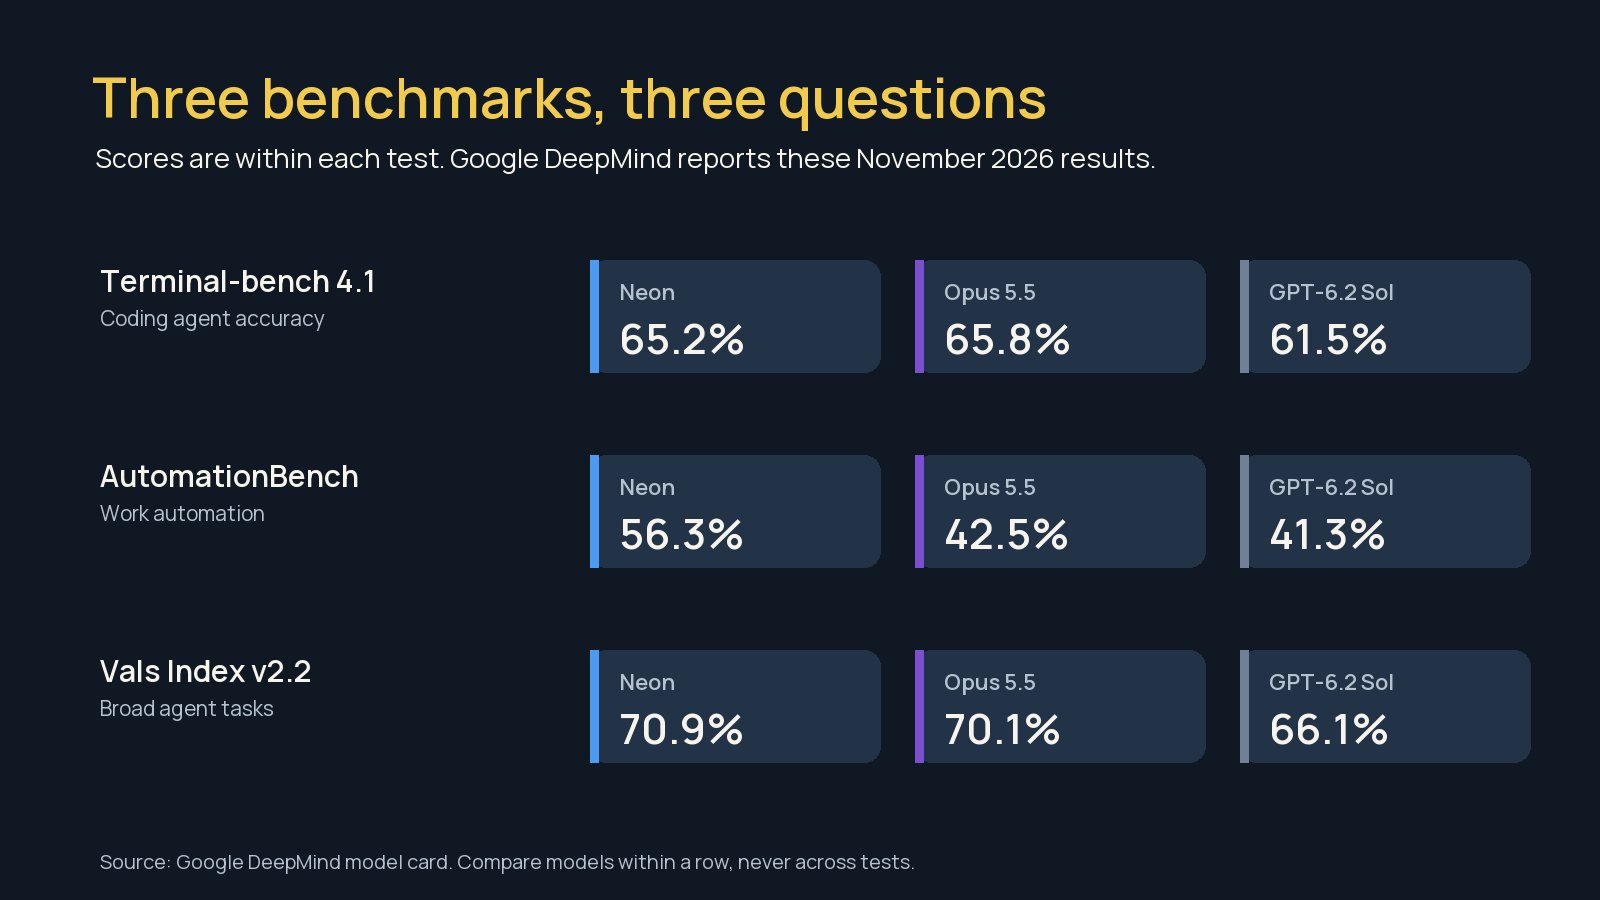 Three benchmarks, three questions
Scores are within each test. Google DeepMind reports these November 2026 results.
Terminal-bench 4.1
Coding agent accuracy
Neon
65.2%
Opus 5.5
65.8%
GPT-6.2 Sol
61.5%
AutomationBench
Work automation
Neon
56.3%
Opus 5.5
42.5%
GPT-6.2 Sol
41.3%
Vals Index v2.2
Broad agent tasks
Neon
70.9%
Opus 5.5
70.1%
GPT-6.2 Sol
66.1%
Source: Google DeepMind model card. Compare models within a row, never across tests.